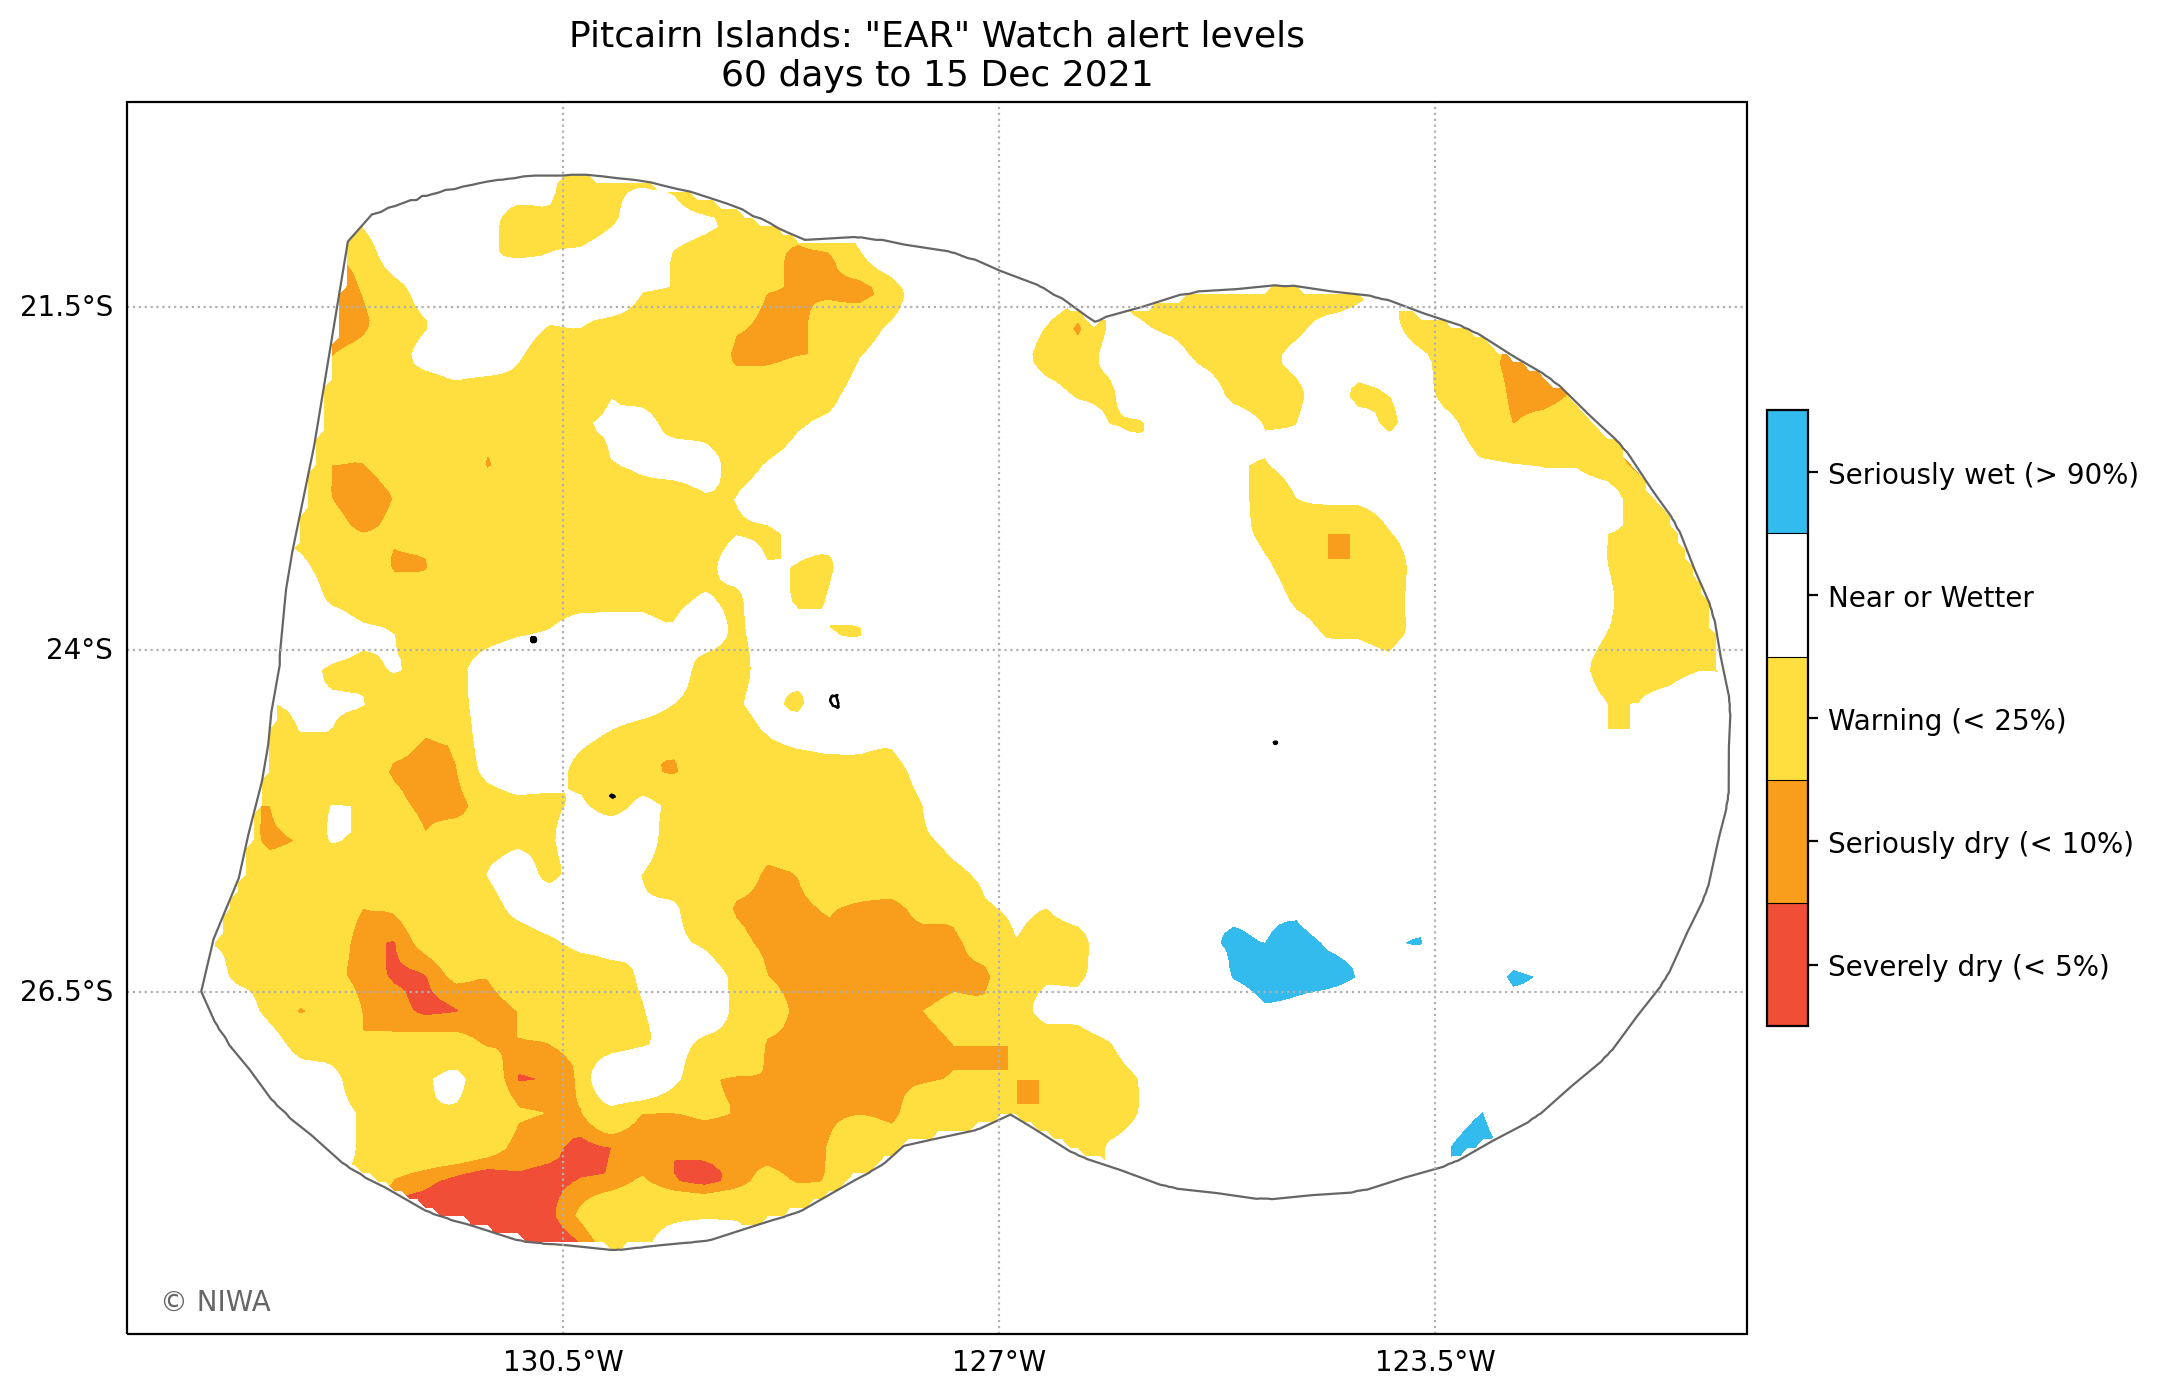 Pitcairn Islands: "EAR" Watch alert levels
60 days to 15 Dec 2021
21.5°S
24°S
26.5°S
130.5°W
127°W
123.5°W
Seriously wet (> 90%)
Near or Wetter
Warning (< 25%)
Seriously dry (< 10%)
Severely dry (< 5%)
© NIWA